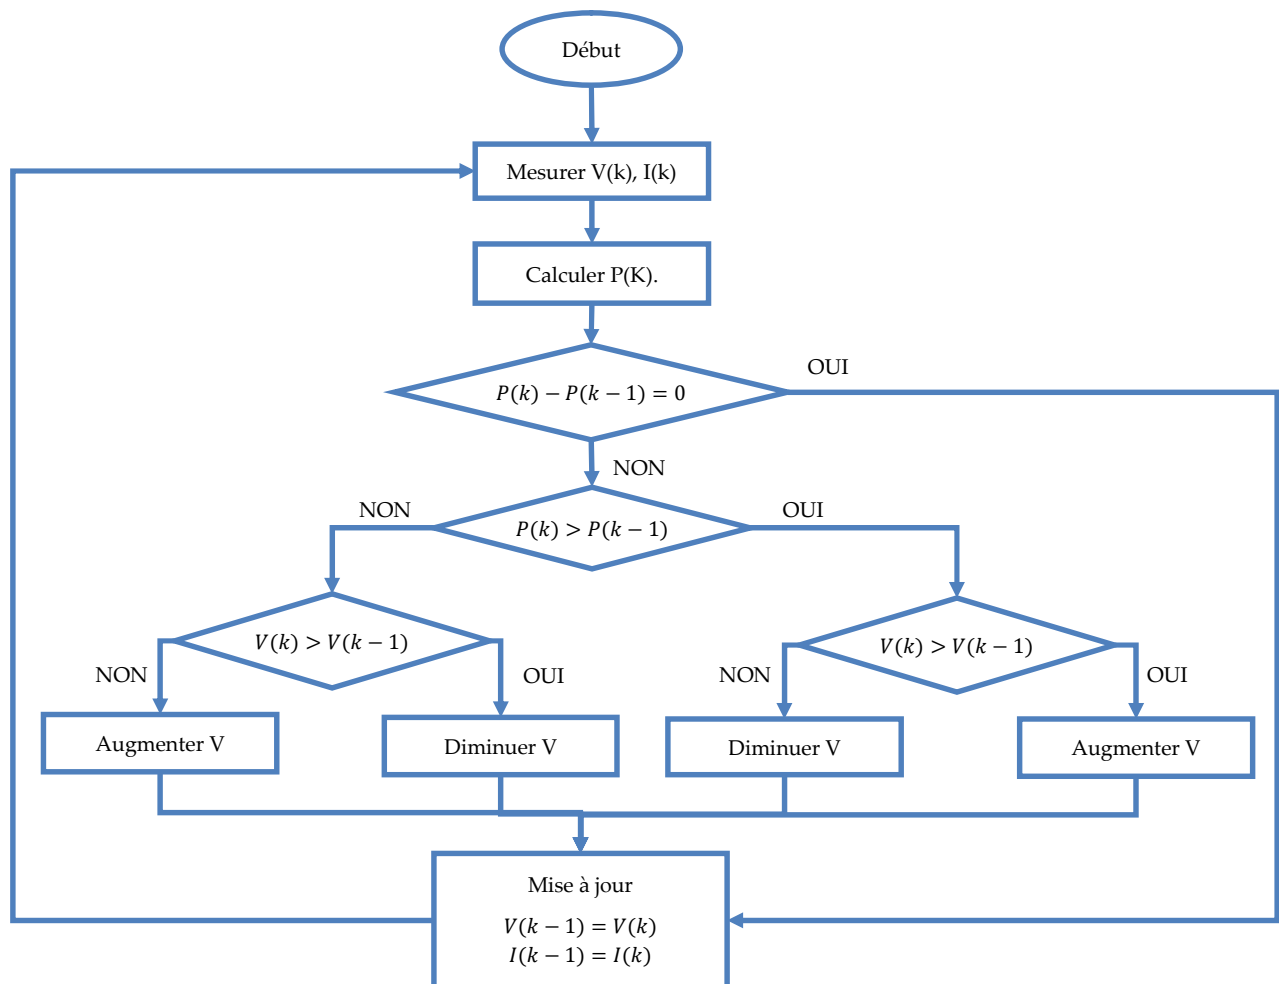 Début
Mesurer V(k), I(k)
Calculer P(K).
OUI
P(k) − P(k − 1) = 0
NON
NON
OUI
P(k) > P(k − 1)
V(k) > V(k − 1)
V(k) > V(k − 1)
NON
OUI
NON
OUI
Augmenter V
Diminuer V
Diminuer V
Augmenter V
Mise à jour
V(k − 1) = V(k)
I(k − 1) = I(k)